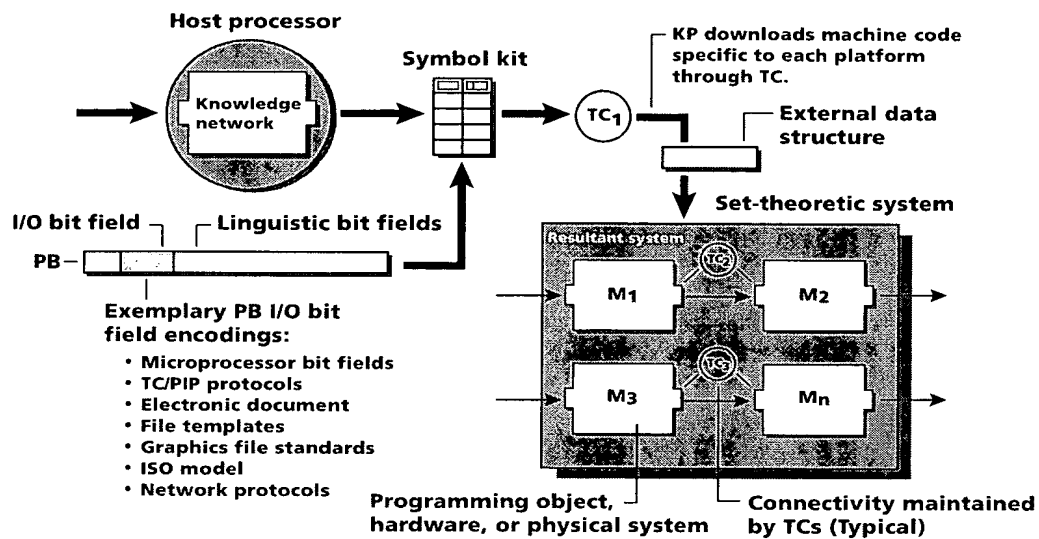 Host processor
Knowledge
network
Symbol kit
TC1
KP downloads machine code
specific to each platform
through TC.
External data
structure
I/O bit field
Linguistic bit fields
PB
Exemplary PB I/O bit
field encodings:
• Microprocessor bit fields
• TC/PIP protocols
• Electronic document
• File templates
• Graphics file standards
• ISO model
• Network protocols
Set-theoretic system
Resultant system
TC2
M1
M2
TC3
M3
Mn
Programming object,
hardware, or physical system
Connectivity maintained
by TCs (Typical)